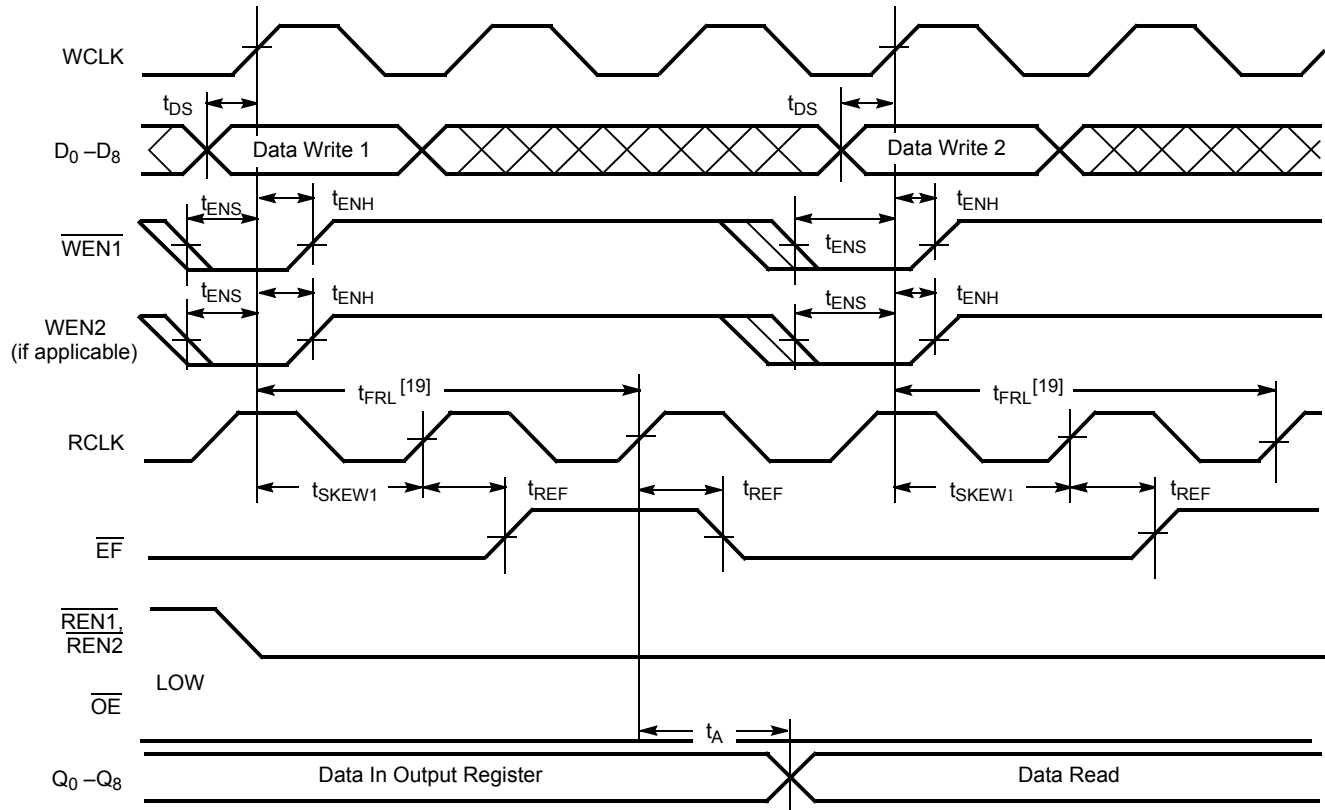 WCLK
tDS tDS
D0 –D8 Data Write 1 Data Write 2
tENS tENH tENS tENH
WEN1
tENS tENH tENS tENH
WEN2
(if applicable)
tFRL[19] tFRL[19]
RCLK
tSKEW1 tREF tREF tSKEW1 tREF
EF
REN1,
REN2
LOW
OE
tA
Q0 –Q8 Data In Output Register Data Read